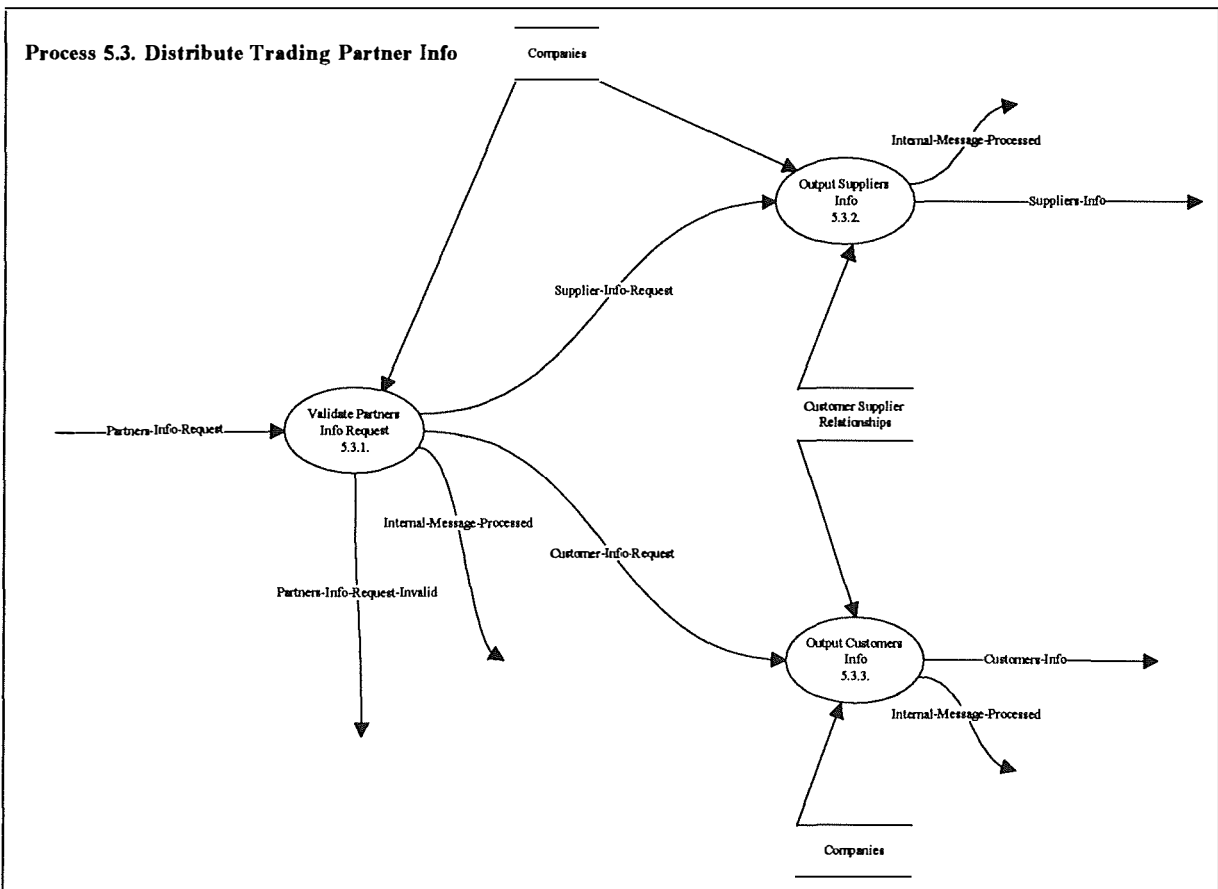 Process 5.3. Distribute Trading Partner Info
Companies
Internal-Message-Processed
Output Suppliers
Info
5.3.2.
Suppliers-Info
Supplier-Info-Request
Customer Supplier
Relationships
Validate Partners
Info Request
5.3.1.
Partners-Info-Request
Internal-Message-Processed
Customer-Info-Request
Partners-Info-Request-Invalid
Output Customers
Info
5.3.3.
Customers-Info
Internal-Message-Processed
Companies